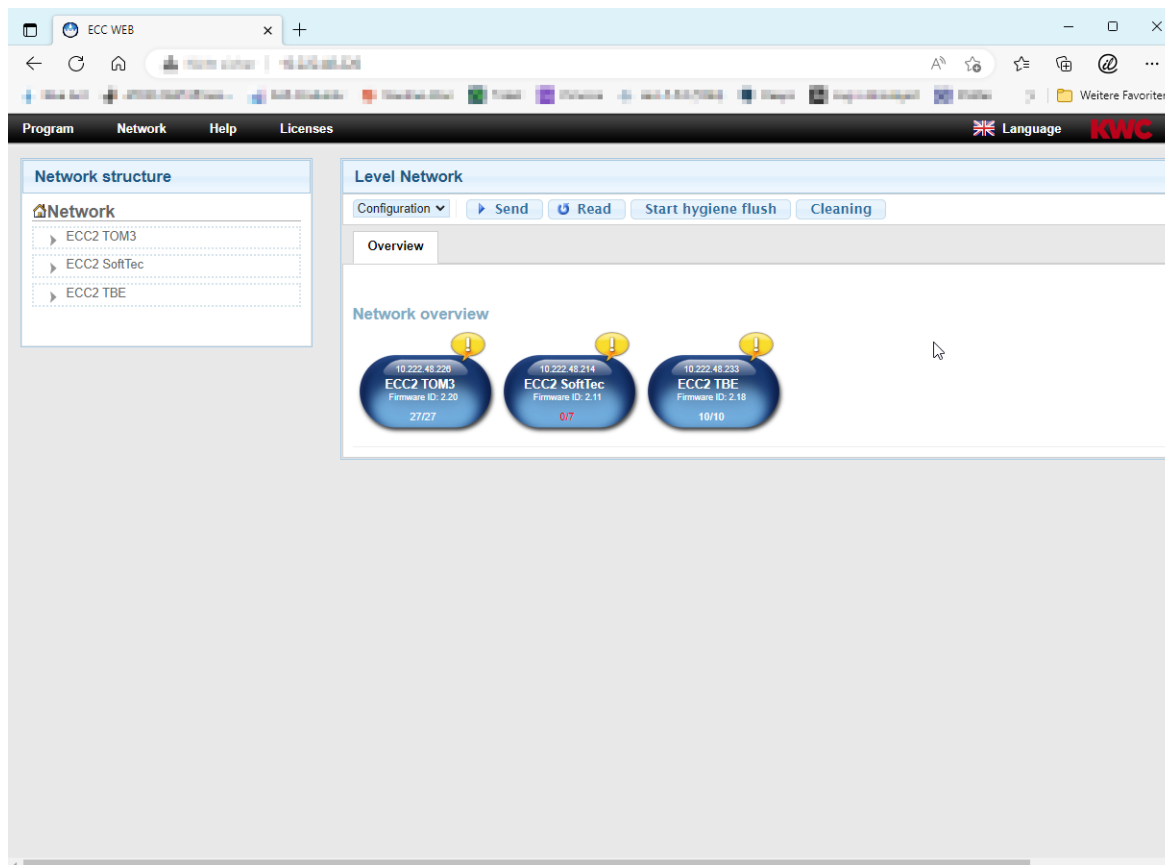 ECC WEB
Weitere Favoriten
Program Network Help Licenses Language KWC
Network structure
Network
ECC2 TOM3
ECC2 SoftTec
ECC2 TBE
Level Network
Configuration Send Read Start hygiene flush Cleaning
Overview
Network overview
10.222.48.226
ECC2 TOM3
Firmware ID: 2.20
27/27
10.222.48.214
ECC2 SoftTec
Firmware ID: 2.11
0/7
10.222.48.233
ECC2 TBE
Firmware ID: 2.18
10/10